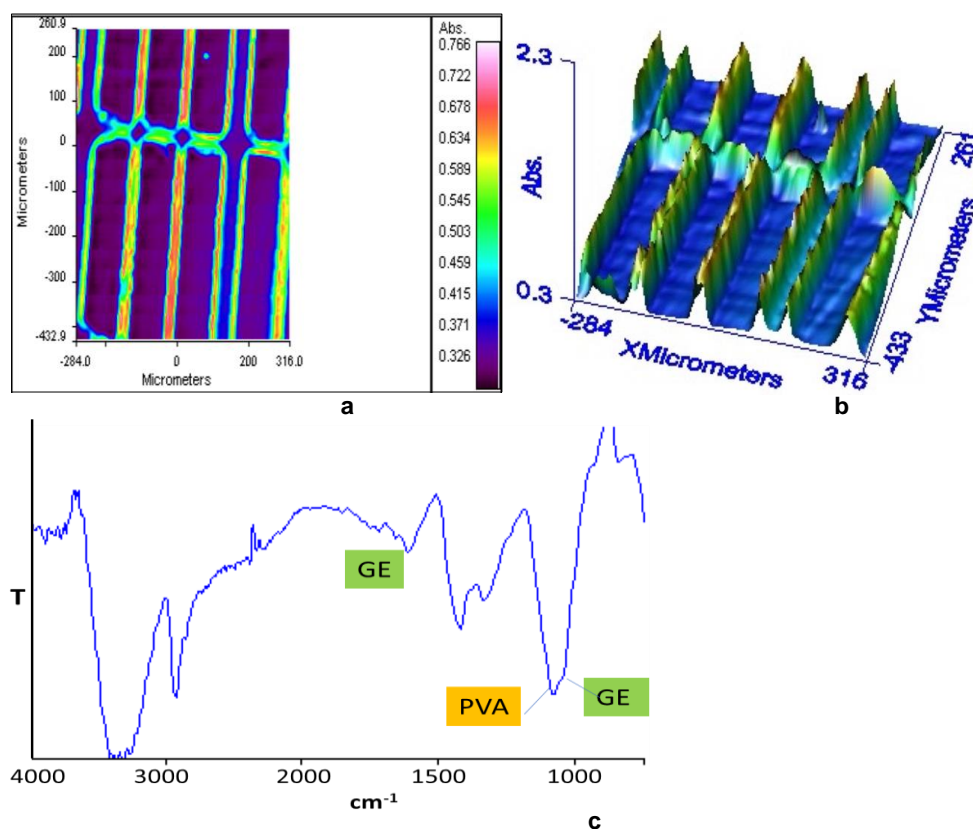 260.9
200
100
0
-100
-200
-300
-432.9
Micrometers
-284.0
0
200
316.0
Micrometers
Abs.
0.766
0.722
0.678
0.634
0.589
0.547
0.503
0.459
0.415
0.371
0.326
a
2.3
Abs.
0.3
-284
XMicrometers
316
-433
YMicrometers
261
b
T
GE
PVA
GE
4000
3000
2000
1500
1000
cm⁻¹
c